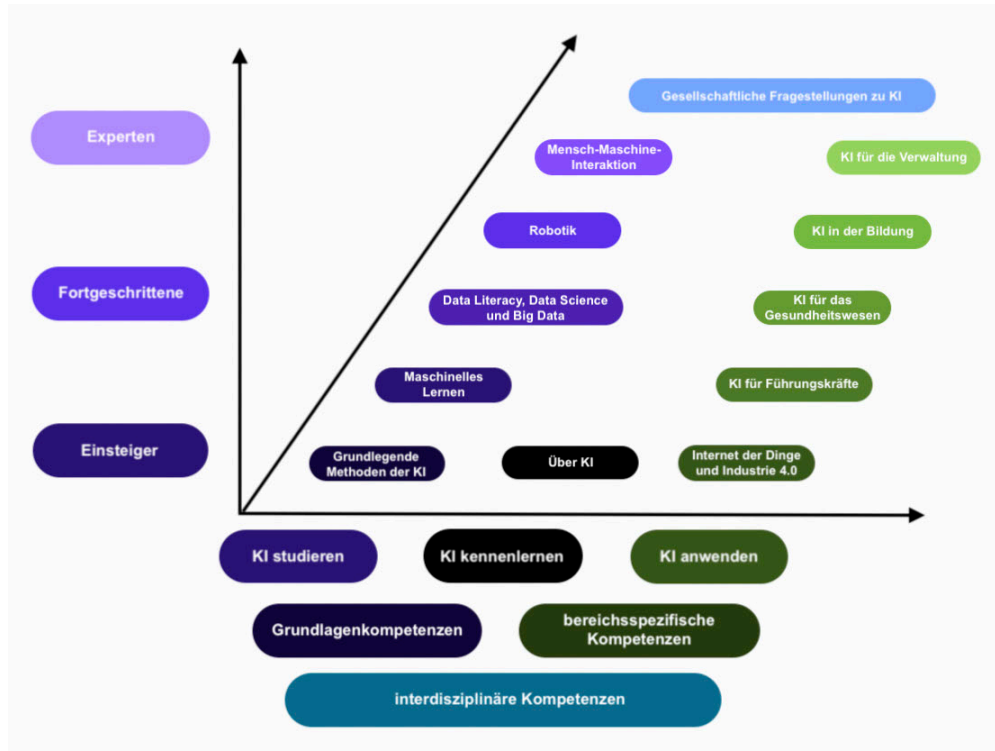 Gesellschaftliche Fragestellungen zu KI
Experten
Mensch-Maschine-
Interaktion
KI für die Verwaltung
Robotik
KI in der Bildung
Fortgeschrittene
Data Literacy, Data Science
und Big Data
KI für das
Gesundheitswesen
Maschinelles
Lernen
KI für Führungskräfte
Einsteiger
Grundlegende
Methoden der KI
Über KI
Internet der Dinge
und Industrie 4.0
KI studieren
KI kennenlernen
KI anwenden
Grundlagenkompetenzen
bereichsspezifische
Kompetenzen
interdisziplinäre Kompetenzen